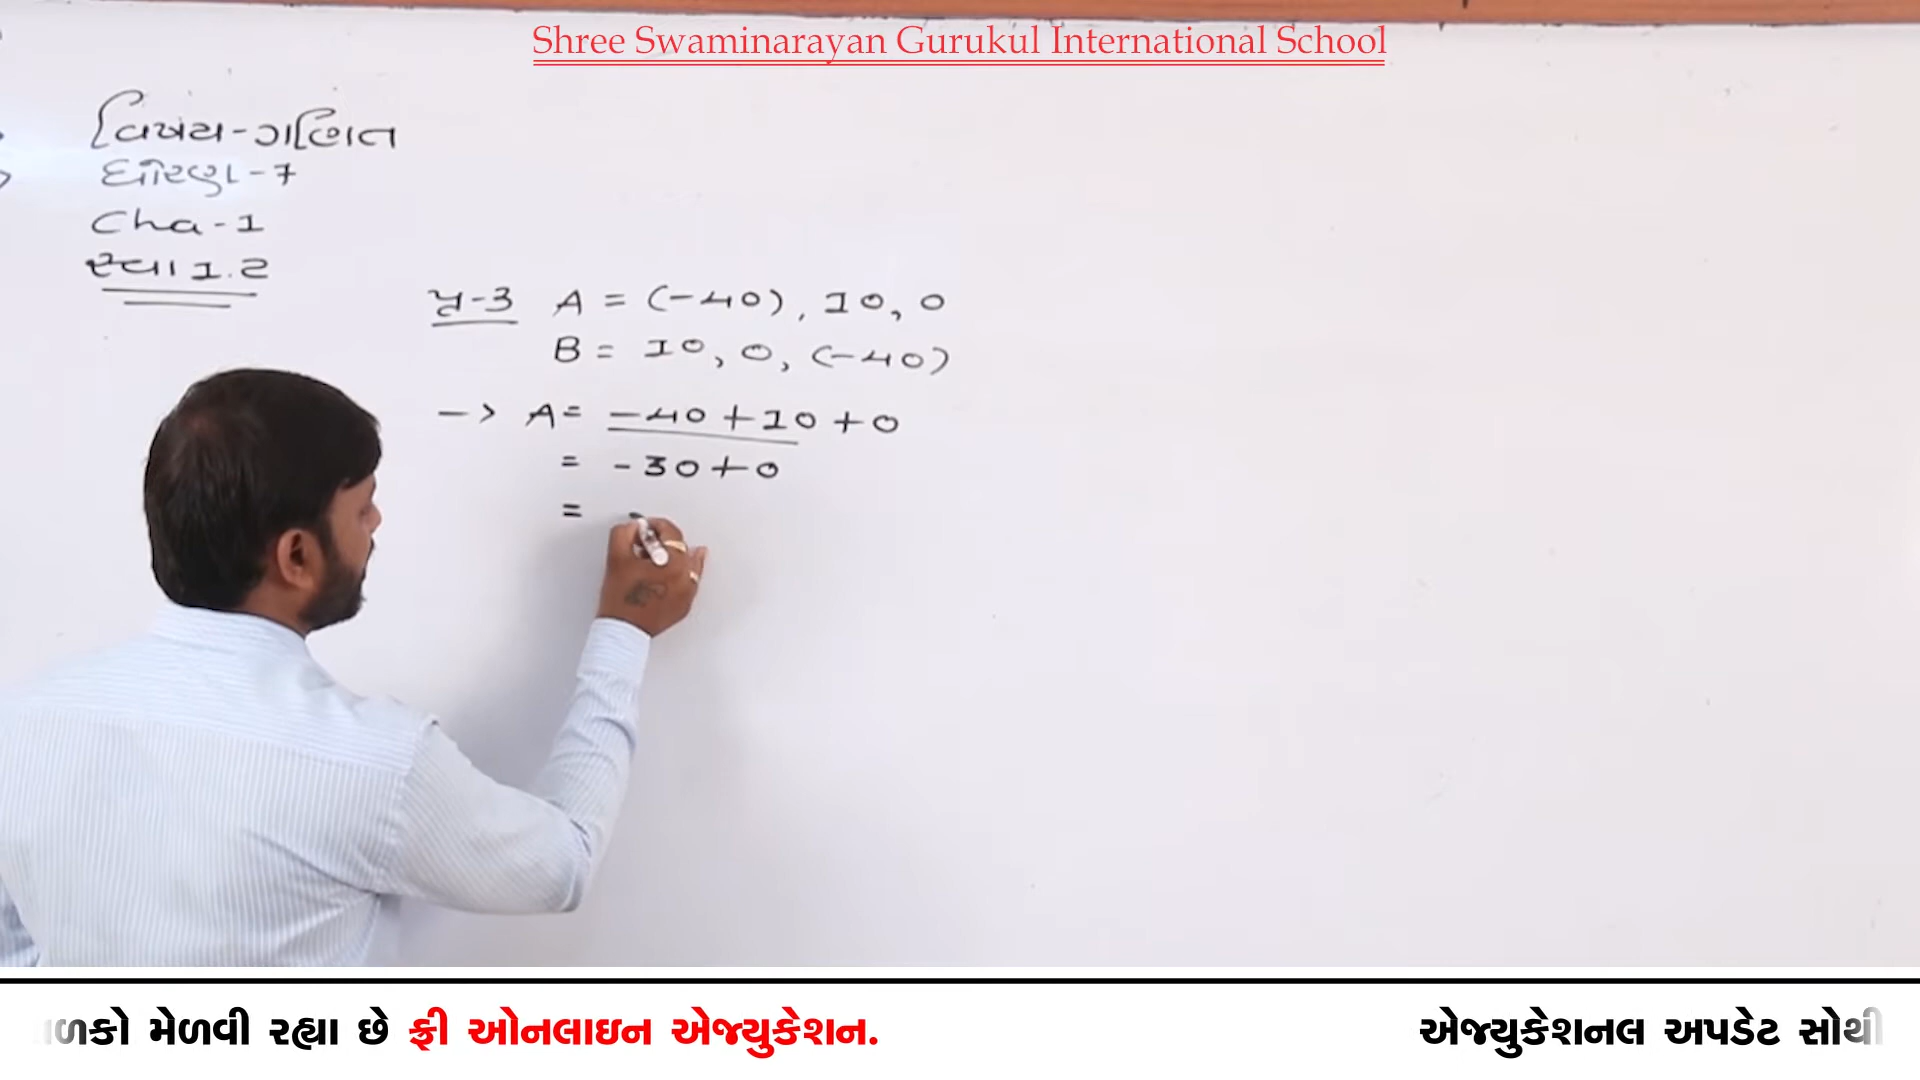 Shree Swaminarayan Gurukul International School
વિષય-ગણિત
ધોરણ-7
Cha-1
સ્વા 1.2
પ્ર-3 A = (-40), 10, 0
B = 10, 0, (-40)
-> A = -40 + 10 + 0
= -30 + 0
= -
ળકો મેળવી રહ્યા છે ફ્રી ઓનલાઇન એજ્યુકેશન. એજ્યુકેશનલ અપડેટ સૌથી